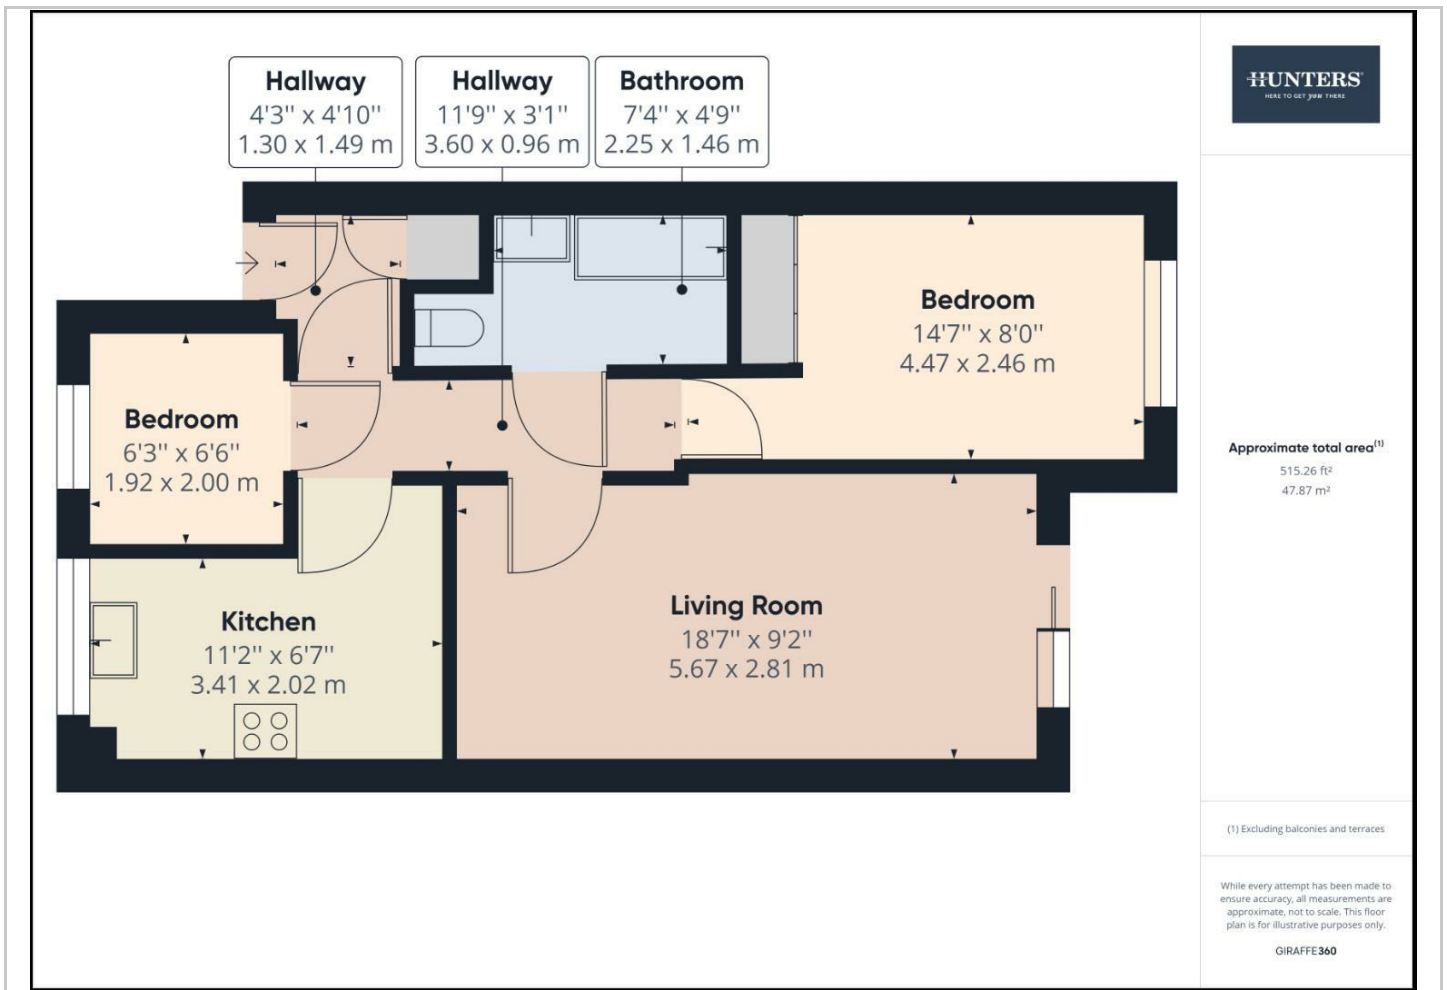 Hallway
4'3'' x 4'10''
1.30 x 1.49 m
Hallway
11'9'' x 3'1''
3.60 x 0.96 m
Bathroom
7'4'' x 4'9''
2.25 x 1.46 m
Bedroom
14'7'' x 8'0''
4.47 x 2.46 m
Bedroom
6'3'' x 6'6''
1.92 x 2.00 m
Kitchen
11'2'' x 6'7''
3.41 x 2.02 m
Living Room
18'7'' x 9'2''
5.67 x 2.81 m
HUNTERS
HERE TO GET you THERE
Approximate total area(1)
515.26 ft²
47.87 m²
(1) Excluding balconies and terraces
While every attempt has been made to
ensure accuracy, all measurements are
approximate, not to scale. This floor
plan is for illustrative purposes only.
GIRAFFE360